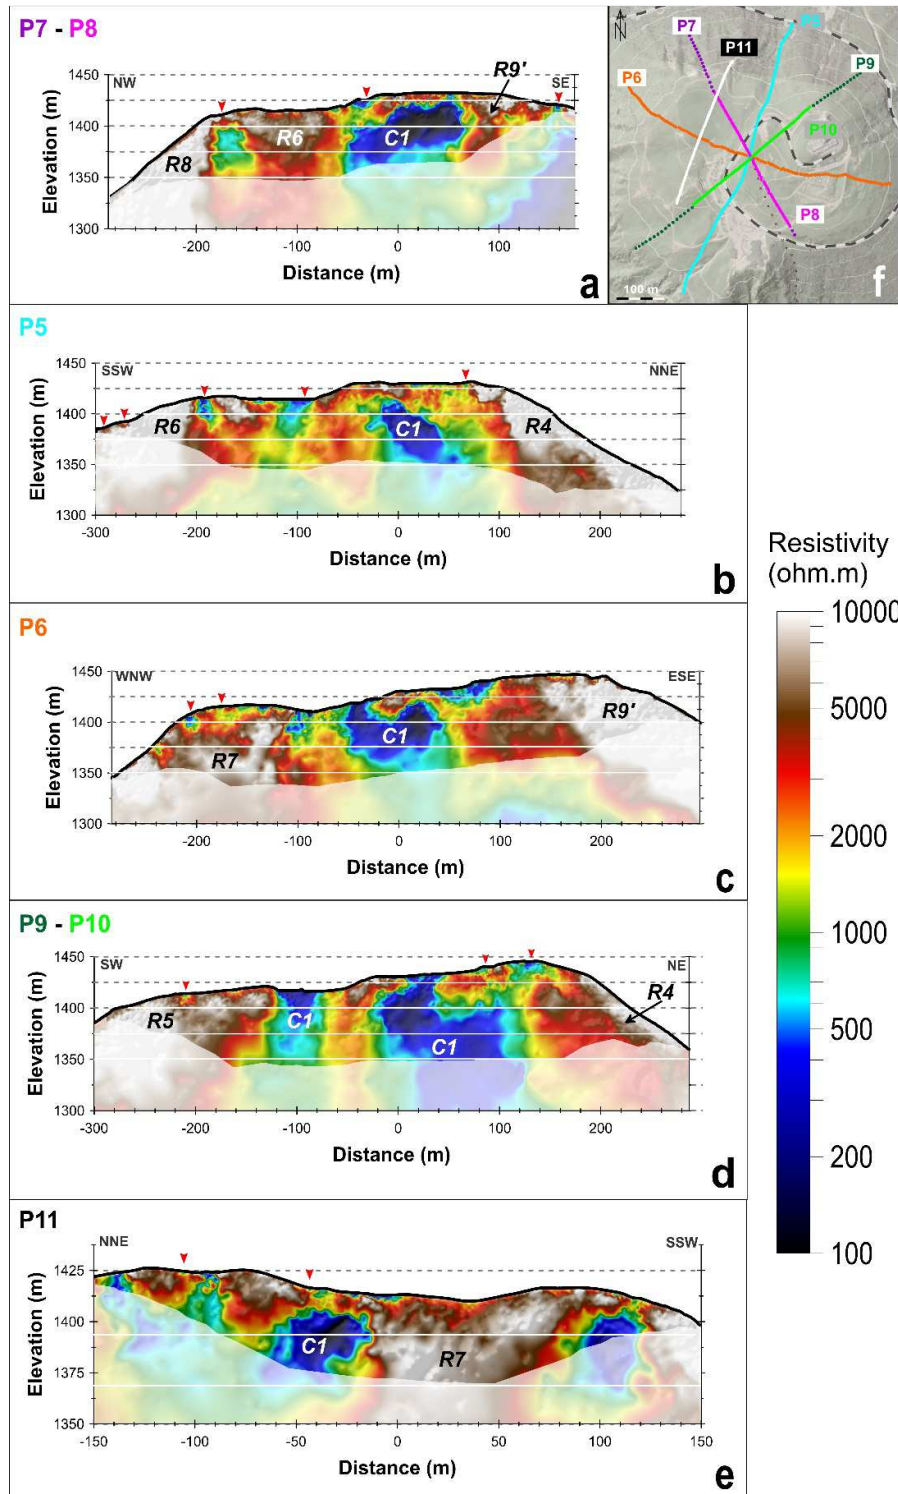 P7 - P8
NW
SE
R9'
R8
R6
C1
Elevation (m)
1450
1400
1350
1300
-200
-100
0
100
Distance (m)
a
N
P7
P11
P5
P9
P6
P10
P8
100 m
f
P5
SSW
NNE
R6
C1
R4
Elevation (m)
1450
1400
1350
1300
-300
-200
-100
0
100
200
Distance (m)
b
P6
WNW
ESE
R7
C1
R9'
Elevation (m)
1450
1400
1350
1300
-200
-100
0
100
200
Distance (m)
c
P9 - P10
SW
NE
R5
C1
C1
R4
Elevation (m)
1450
1400
1350
1300
-300
-200
-100
0
100
200
Distance (m)
d
P11
NNE
SSW
C1
R7
Elevation (m)
1425
1400
1375
1350
-150
-100
-50
0
50
100
150
Distance (m)
e
Resistivity
(ohm.m)
10000
5000
2000
1000
500
200
100